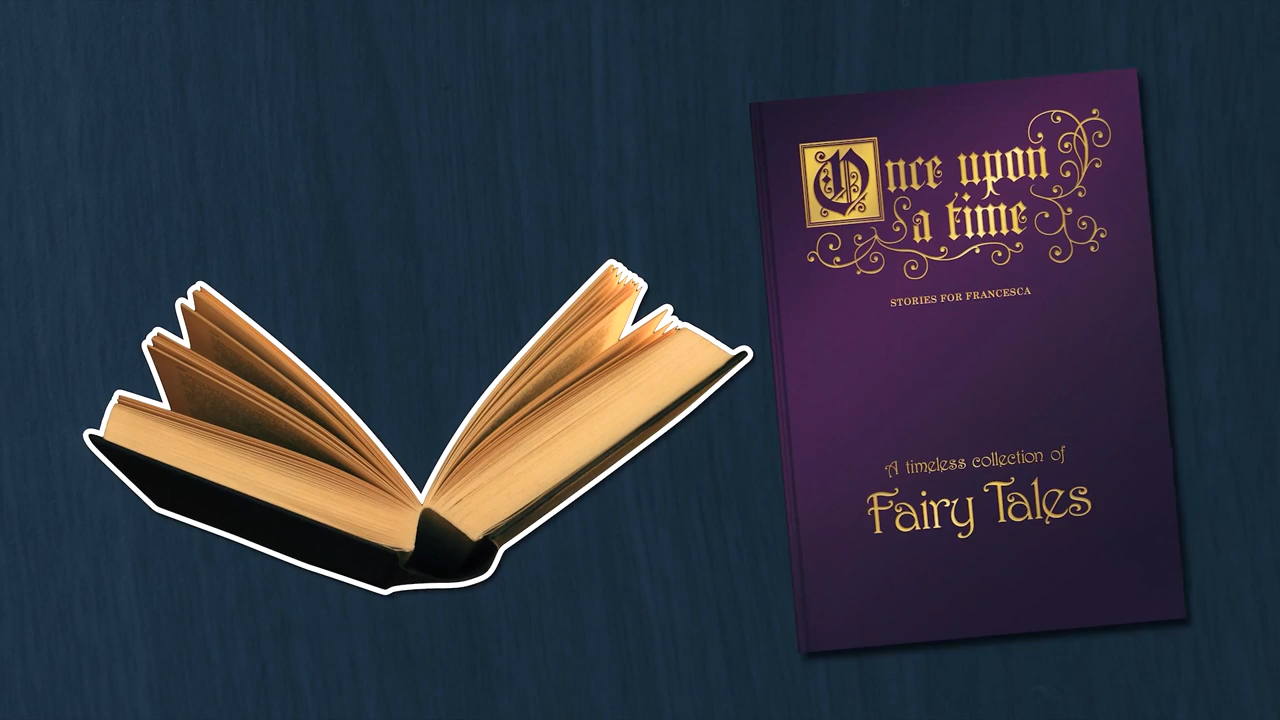 Once upon
a time
STORIES FOR FRANCESCA
A timeless collection of
Fairy Tales